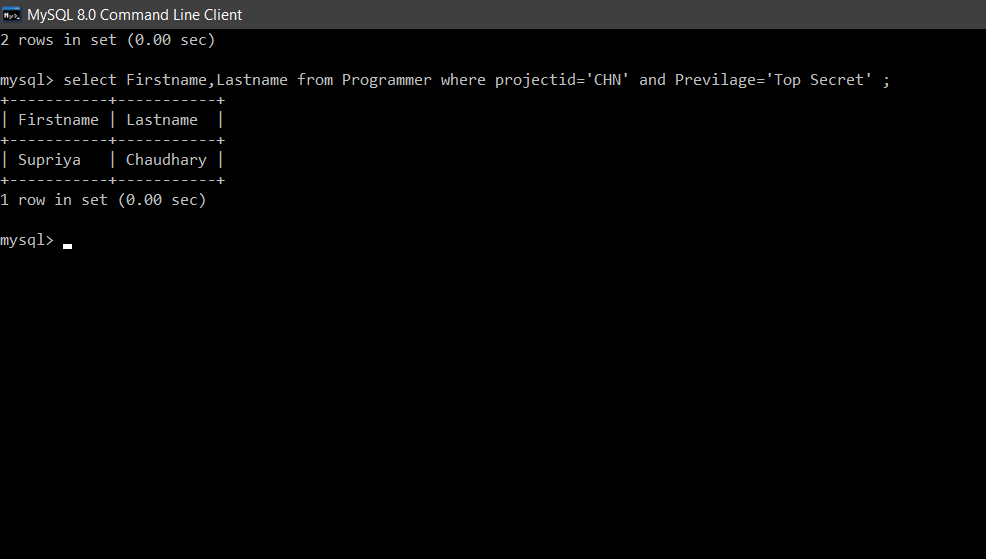 MySQL 8.0 Command Line Client
2 rows in set (0.00 sec)
mysql> select Firstname,Lastname from Programmer where projectid='CHN' and Previlage='Top Secret' ;
+-----------+-----------+
| Firstname | Lastname  |
+-----------+-----------+
| Supriya   | Chaudhary |
+-----------+-----------+
1 row in set (0.00 sec)
mysql>